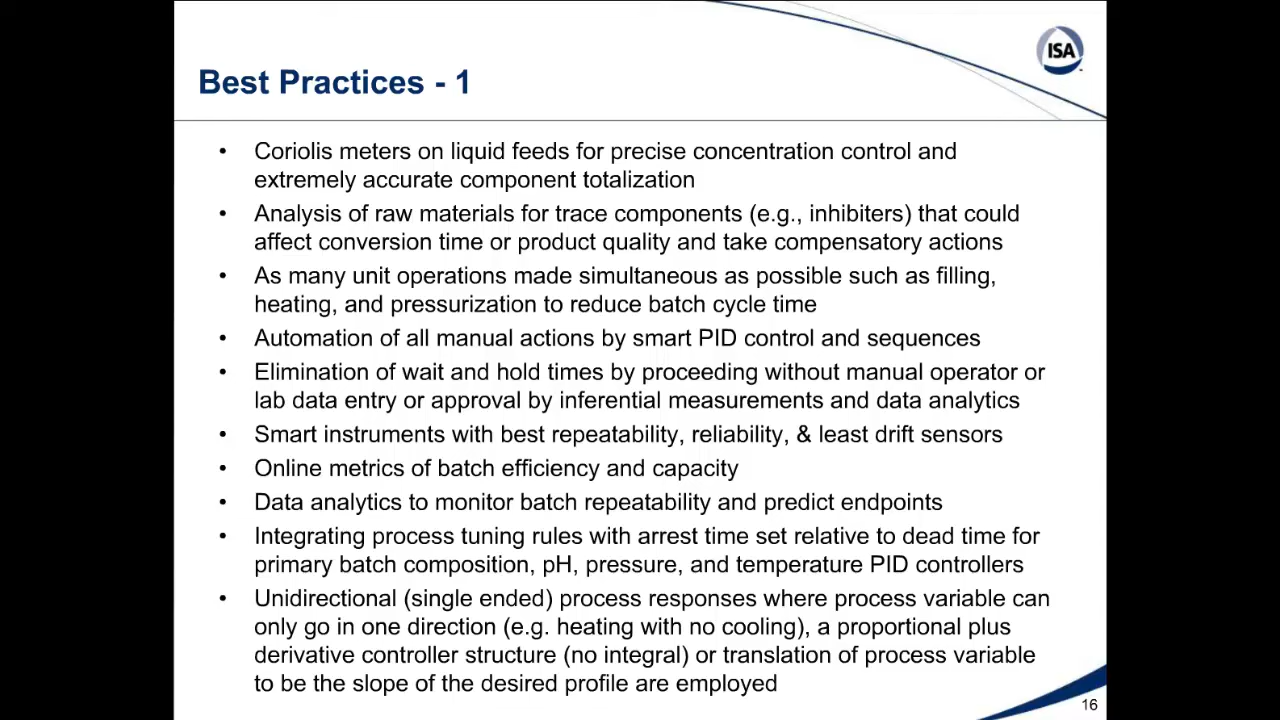 ISA
Best Practices - 1
• Coriolis meters on liquid feeds for precise concentration control and
extremely accurate component totalization
• Analysis of raw materials for trace components (e.g., inhibiters) that could
affect conversion time or product quality and take compensatory actions
• As many unit operations made simultaneous as possible such as filling,
heating, and pressurization to reduce batch cycle time
• Automation of all manual actions by smart PID control and sequences
• Elimination of wait and hold times by proceeding without manual operator or
lab data entry or approval by inferential measurements and data analytics
• Smart instruments with best repeatability, reliability, & least drift sensors
• Online metrics of batch efficiency and capacity
• Data analytics to monitor batch repeatability and predict endpoints
• Integrating process tuning rules with arrest time set relative to dead time for
primary batch composition, pH, pressure, and temperature PID controllers
• Unidirectional (single ended) process responses where process variable can
only go in one direction (e.g. heating with no cooling), a proportional plus
derivative controller structure (no integral) or translation of process variable
to be the slope of the desired profile are employed
16